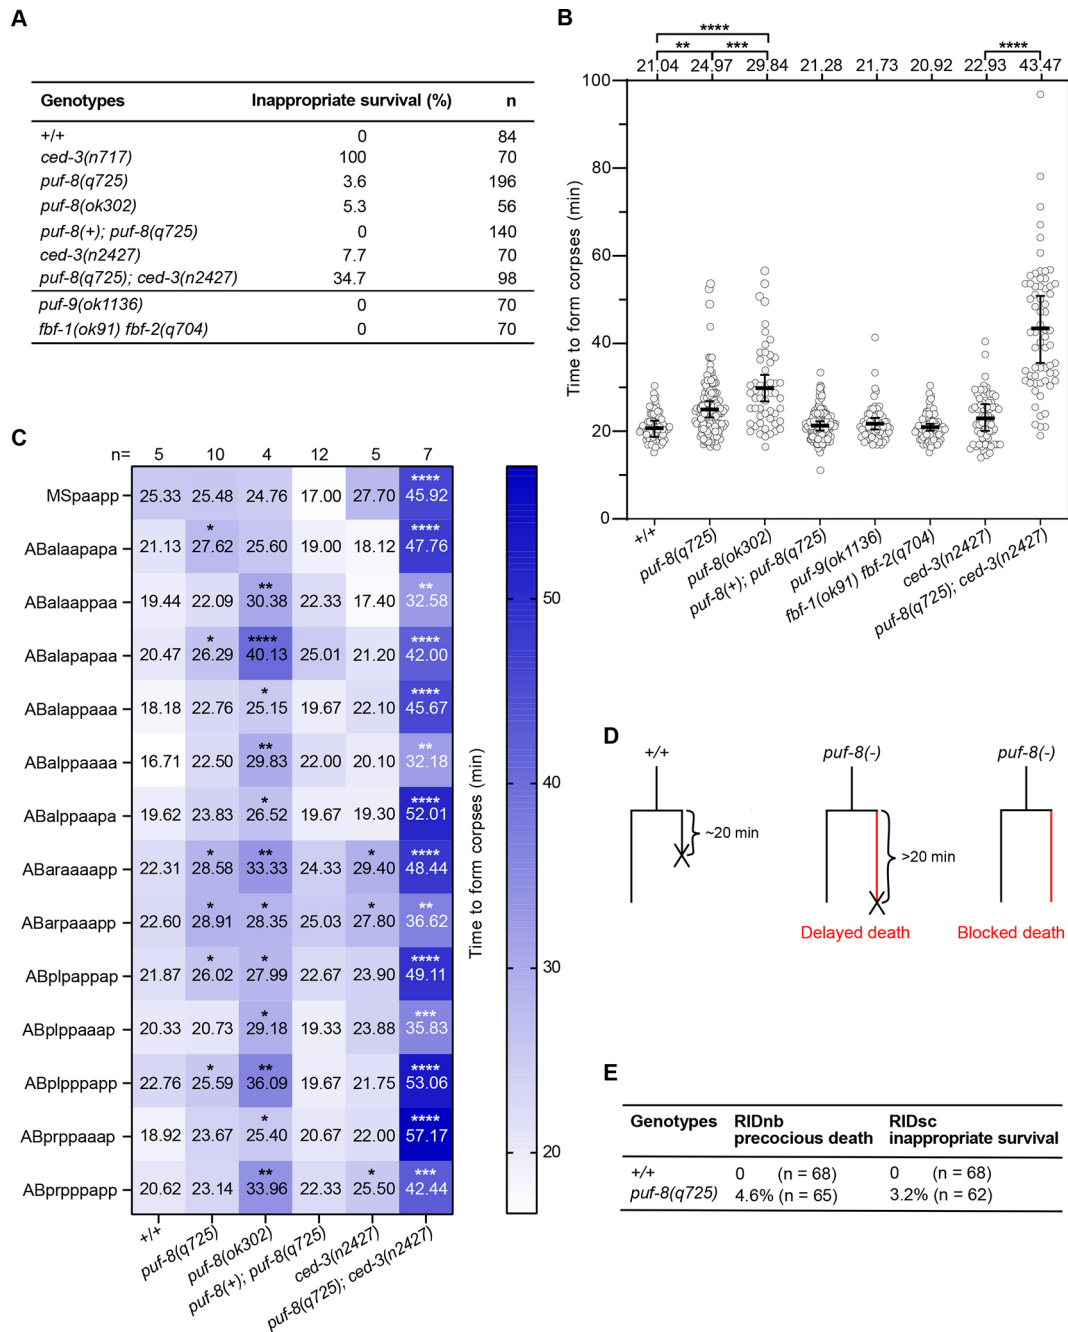 A
Genotypes Inappropriate survival (%) n
+/+ 0 84
ced-3(n717) 100 70
puf-8(q725) 3.6 196
puf-8(ok302) 5.3 56
puf-8(+); puf-8(q725) 0 140
ced-3(n2427) 7.7 70
puf-8(q725); ced-3(n2427) 34.7 98
puf-9(ok1136) 0 70
fbf-1(ok91) fbf-2(q704) 0 70
B
****
** *** ****
21.04 24.97 29.84 21.28 21.73 20.92 22.93 43.47
100
80
60
40
20
0
Time to form corpses (min)
+/+
puf-8(q725)
puf-8(ok302)
puf-8(+); puf-8(q725)
puf-9(ok1136)
fbf-1(ok91) fbf-2(q704)
ced-3(n2427)
puf-8(q725); ced-3(n2427)
C
n= 5 10 4 12 5 7
****
MSpaapp 25.33 25.48 24.76 17.00 27.70 45.92
* ****
ABalaapapa 21.13 27.62 25.60 19.00 18.12 47.76
** **
ABalaappaa 19.44 22.09 30.38 22.33 17.40 32.58
* **** ****
ABalapapaa 20.47 26.29 40.13 25.01 21.20 42.00
* ****
ABalappaaa 18.18 22.76 25.15 19.67 22.10 45.67
** **
ABalppaaaa 16.71 22.50 29.83 22.00 20.10 32.18
* ****
ABalppaapa 19.62 23.83 26.52 19.67 19.30 52.01
* ** * ****
ABaraaaapp 22.31 28.58 33.33 24.33 29.40 48.44
* * * **
ABarpaaapp 22.60 28.91 28.35 25.03 27.80 36.62
* * ****
ABplpappap 21.87 26.02 27.99 22.67 23.90 49.11
* ***
ABplppaaap 20.33 20.73 29.18 19.33 23.88 35.83
* ** ****
ABplpppapp 22.76 25.59 36.09 19.67 21.75 53.06
* ****
ABprppaaap 18.92 23.67 25.40 20.67 22.00 57.17
** * ***
ABprpppapp 20.62 23.14 33.96 22.33 25.50 42.44
+/+
puf-8(q725)
puf-8(ok302)
puf-8(+); puf-8(q725)
ced-3(n2427)
puf-8(q725); ced-3(n2427)
50
40
30
20
Time to form corpses (min)
D
+/+ puf-8(-) puf-8(-)
~20 min
>20 min
Delayed death Blocked death
E
Genotypes RIDnb RIDsc
precocious death inappropriate survival
+/+ 0 (n = 68) 0 (n = 68)
puf-8(q725) 4.6% (n = 65) 3.2% (n = 62)